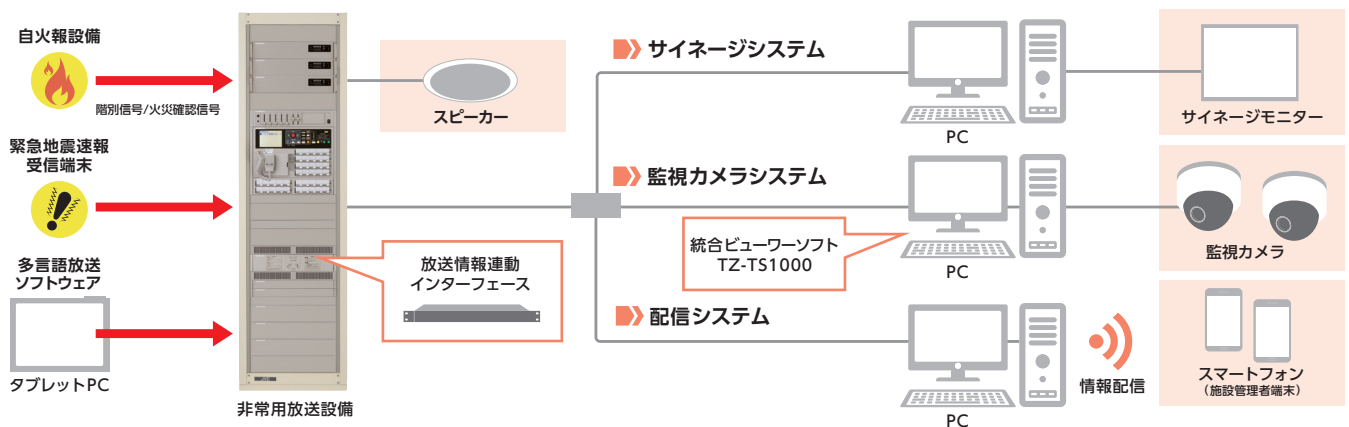 自火報設備
階別信号/火災確認信号
緊急地震速報
受信端末
多言語放送
ソフトウェア
タブレットPC
非常用放送設備
スピーカー
放送情報連動
インターフェース
サイネージシステム
PC
サイネージモニター
監視カメラシステム
統合ビューワーソフト
TZ-TS1000
PC
監視カメラ
配信システム
PC
情報配信
スマートフォン
(施設管理者端末)